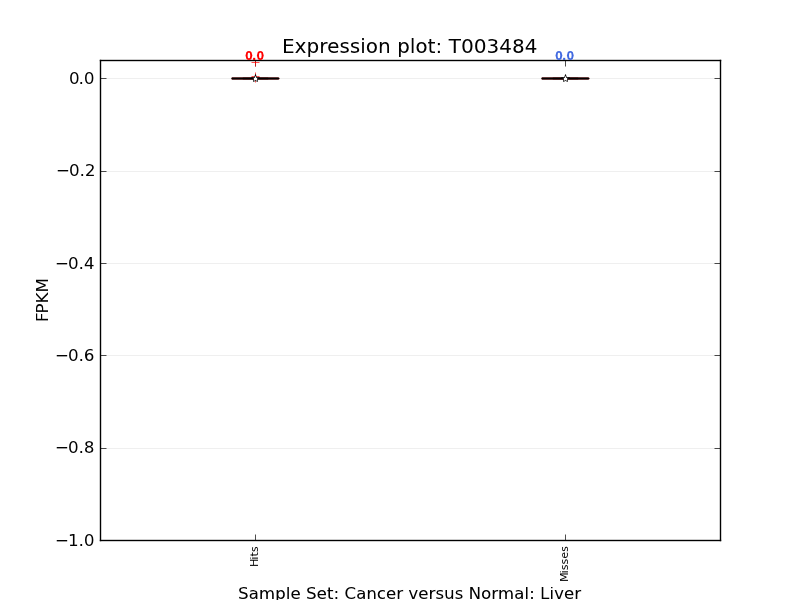 Expression plot: T003484
0.0
0.0
0.0
−0.2
−0.4
−0.6
−0.8
−1.0
FPKM
Hits
Misses
Sample Set: Cancer versus Normal: Liver